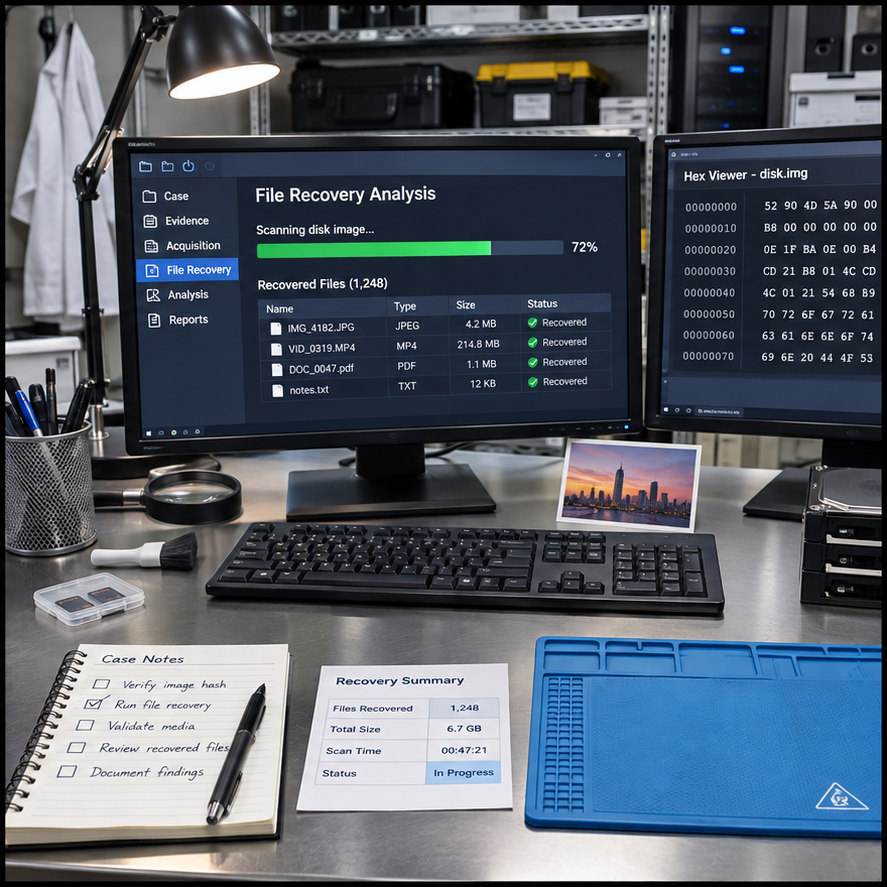 File Recovery Analysis
Case
Evidence
Acquisition
File Recovery
Analysis
Reports
Scanning disk image...
72%
Recovered Files (1,248)
Name Type Size Status
IMG_4182.JPG JPEG 4.2 MB Recovered
VID_0319.MP4 MP4 214.8 MB Recovered
DOC_0047.pdf PDF 1.1 MB Recovered
notes.txt TXT 12 KB Recovered
Hex Viewer - disk.img
00000000 52 90 4D 5A 90 00
00000010 B8 00 00 00 00 00
00000020 0E 1F BA 0E 00 B4
00000030 CD 21 B8 01 4C CD
00000040 4C 01 21 54 68 B9
00000050 70 72 6F 67 72 61
00000060 63 61 6E 6E 6F 74
00000070 69 6E 20 44 4F 53
Case Notes
Verify image hash
Run file recovery
Validate media
Review recovered files
Document findings
Recovery Summary
Files Recovered 1,248
Total Size 6.7 GB
Scan Time 00:47:21
Status In Progress